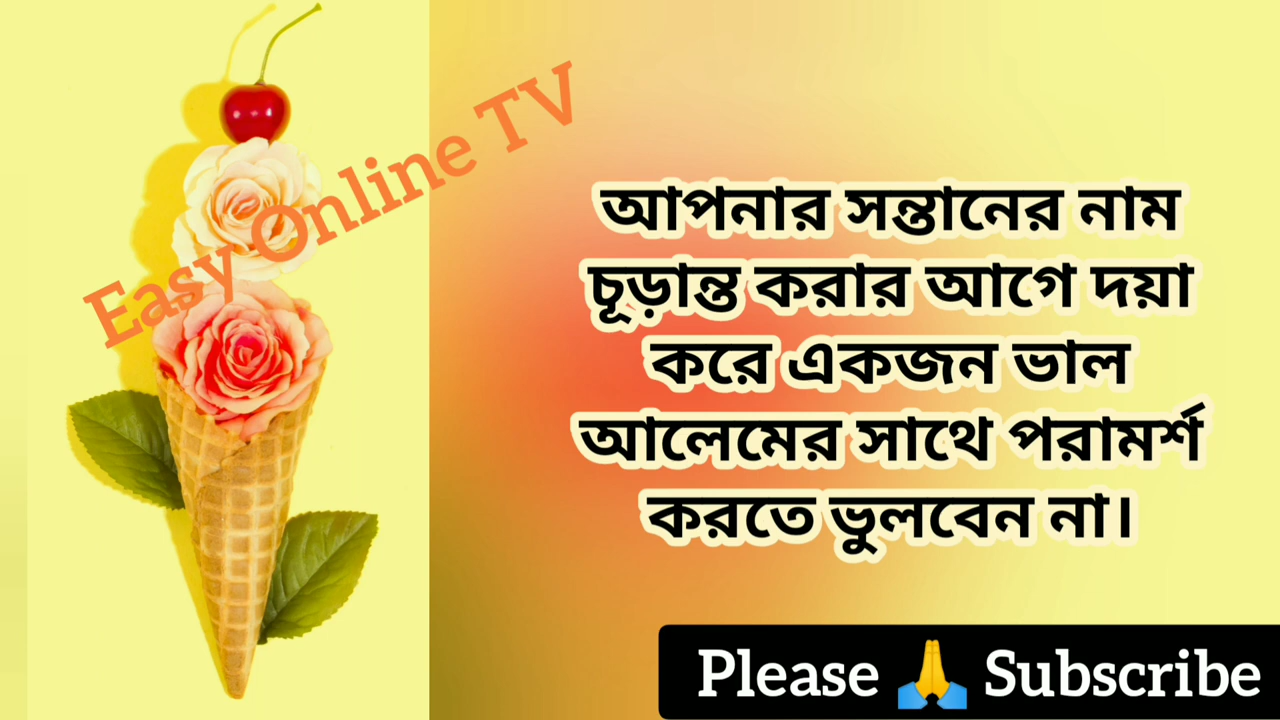 Easy Online TV
আপনার সন্তানের নাম
চূড়ান্ত করার আগে দয়া
করে একজন ভাল
আলেমের সাথে পরামর্শ
করতে ভুলবেন না।
Please 🙏 Subscribe